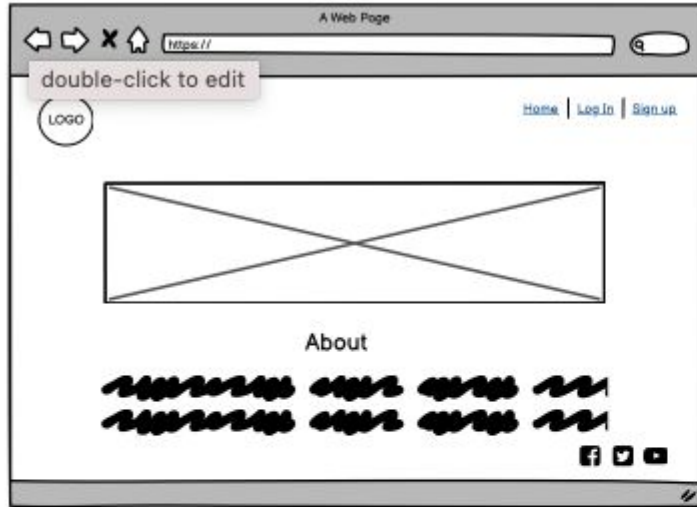 A Web Page
https://
double-click to edit
LOGO
Home | Log In | Sign up
About